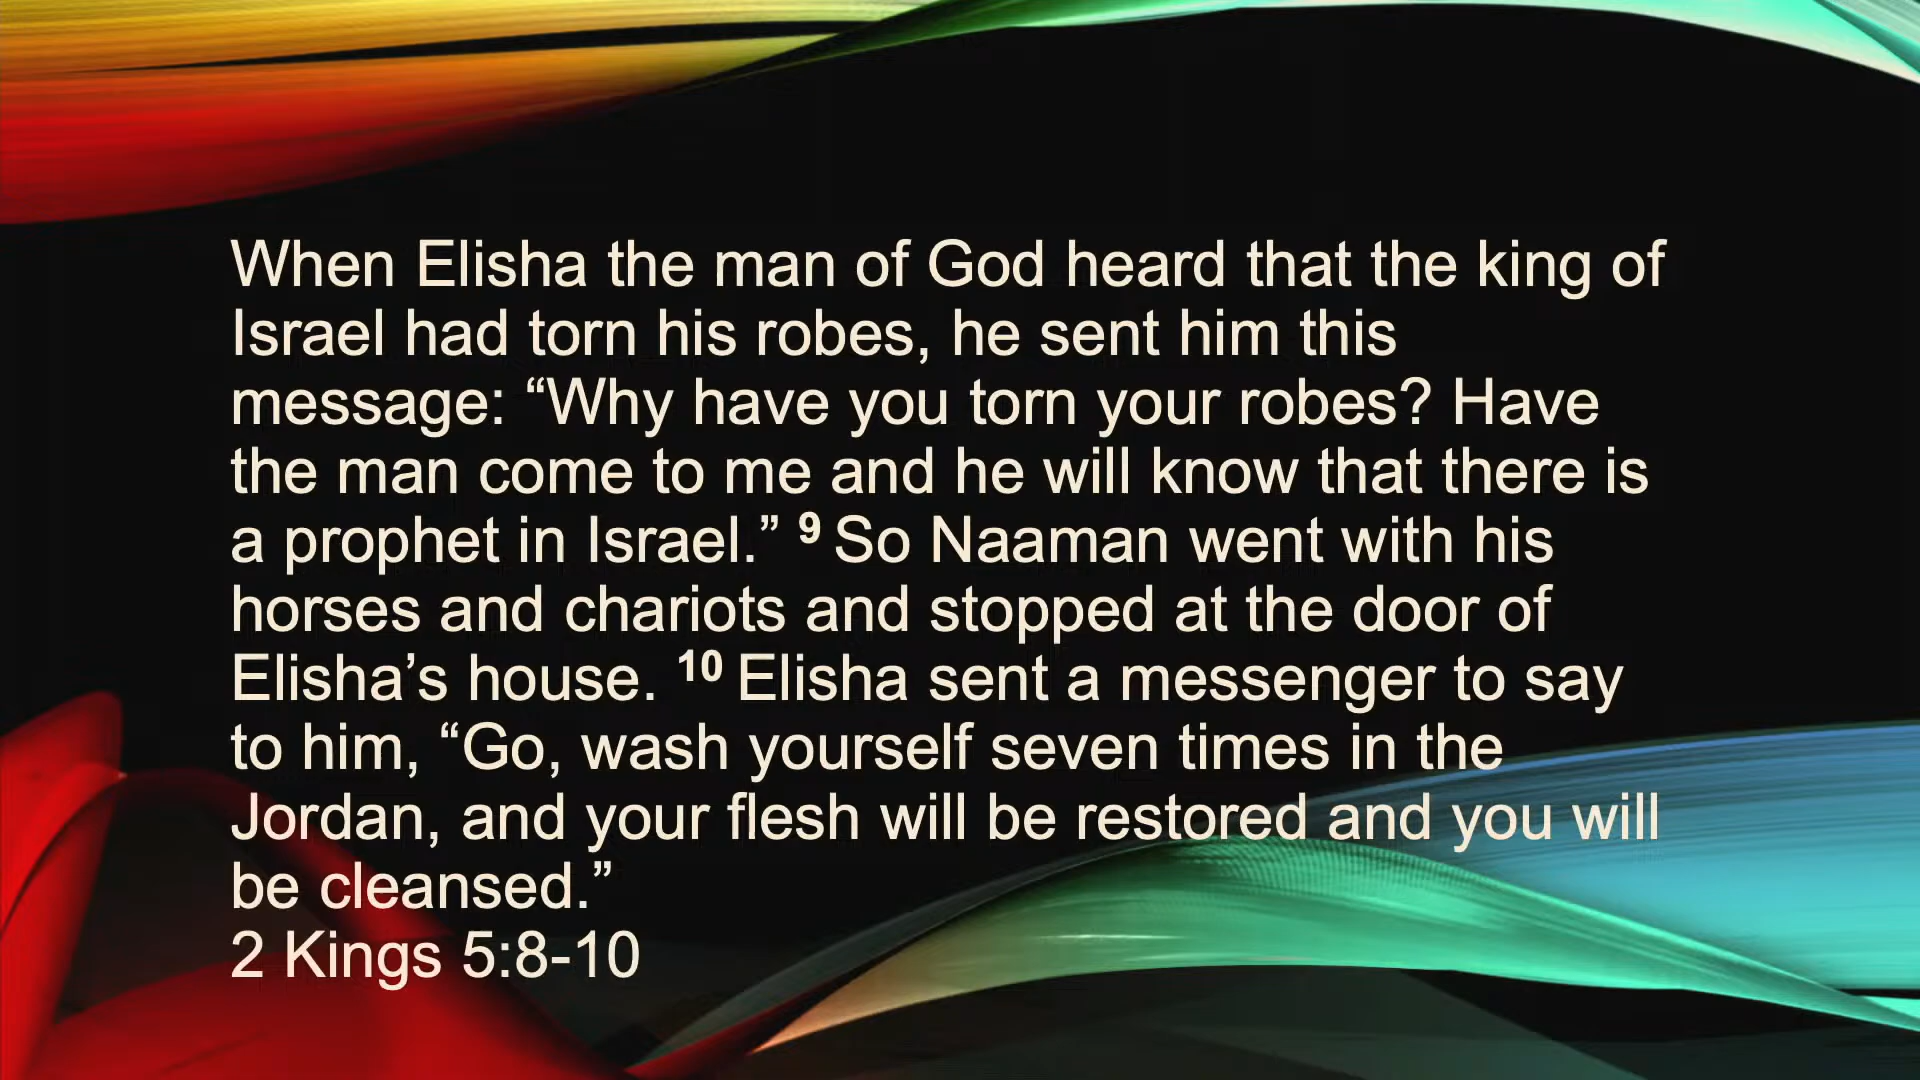 When Elisha the man of God heard that the king of
Israel had torn his robes, he sent him this
message: “Why have you torn your robes? Have
the man come to me and he will know that there is
a prophet in Israel.” 9 So Naaman went with his
horses and chariots and stopped at the door of
Elisha’s house. 10 Elisha sent a messenger to say
to him, “Go, wash yourself seven times in the
Jordan, and your flesh will be restored and you will
be cleansed.”
2 Kings 5:8-10